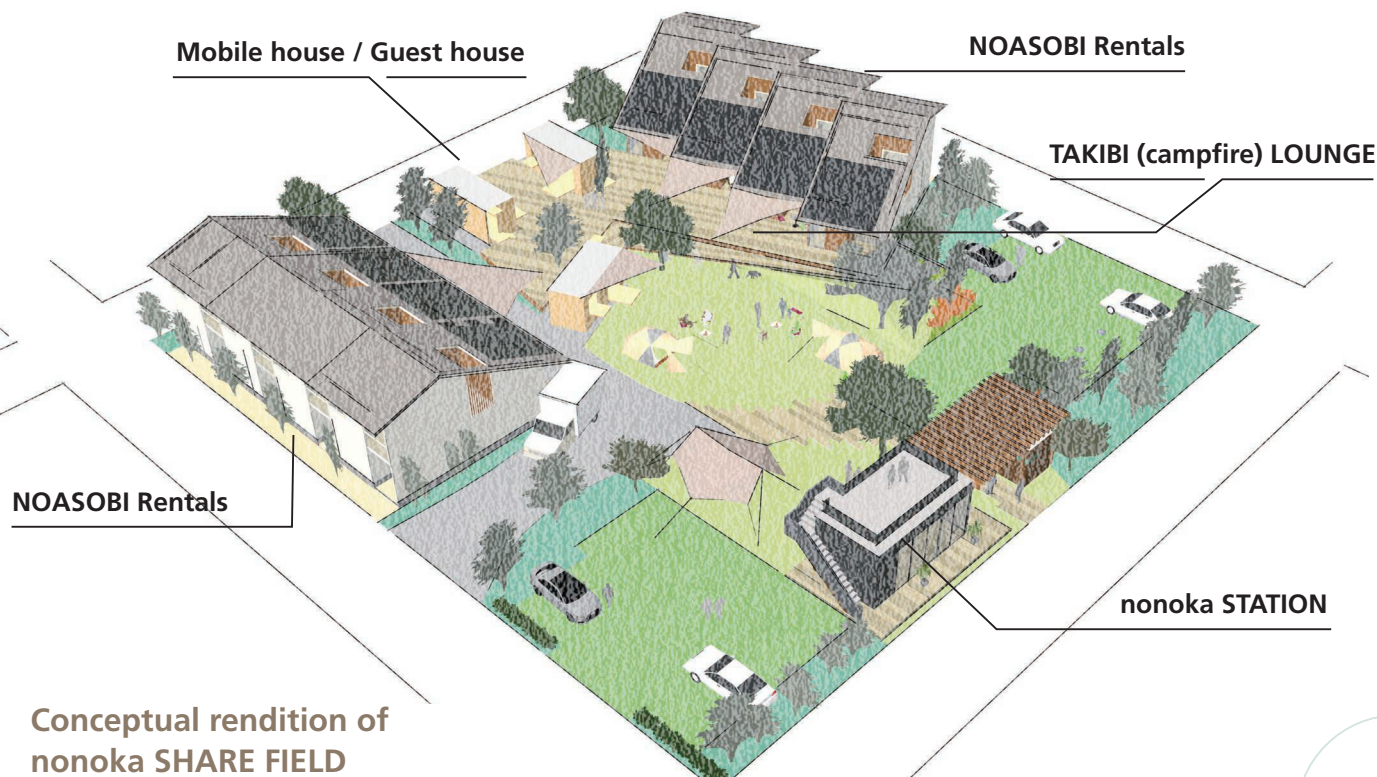 Mobile house / Guest house
NOASOBI Rentals
TAKIBI (campfire) LOUNGE
NOASOBI Rentals
nonoka STATION
Conceptual rendition of
nonoka SHARE FIELD